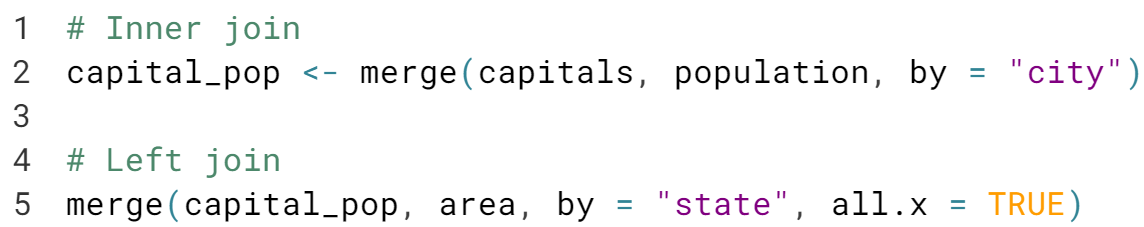 1 # Inner join
2 capital_pop <- merge(capitals, population, by = "city")
3
4 # Left join
5 merge(capital_pop, area, by = "state", all.x = TRUE)